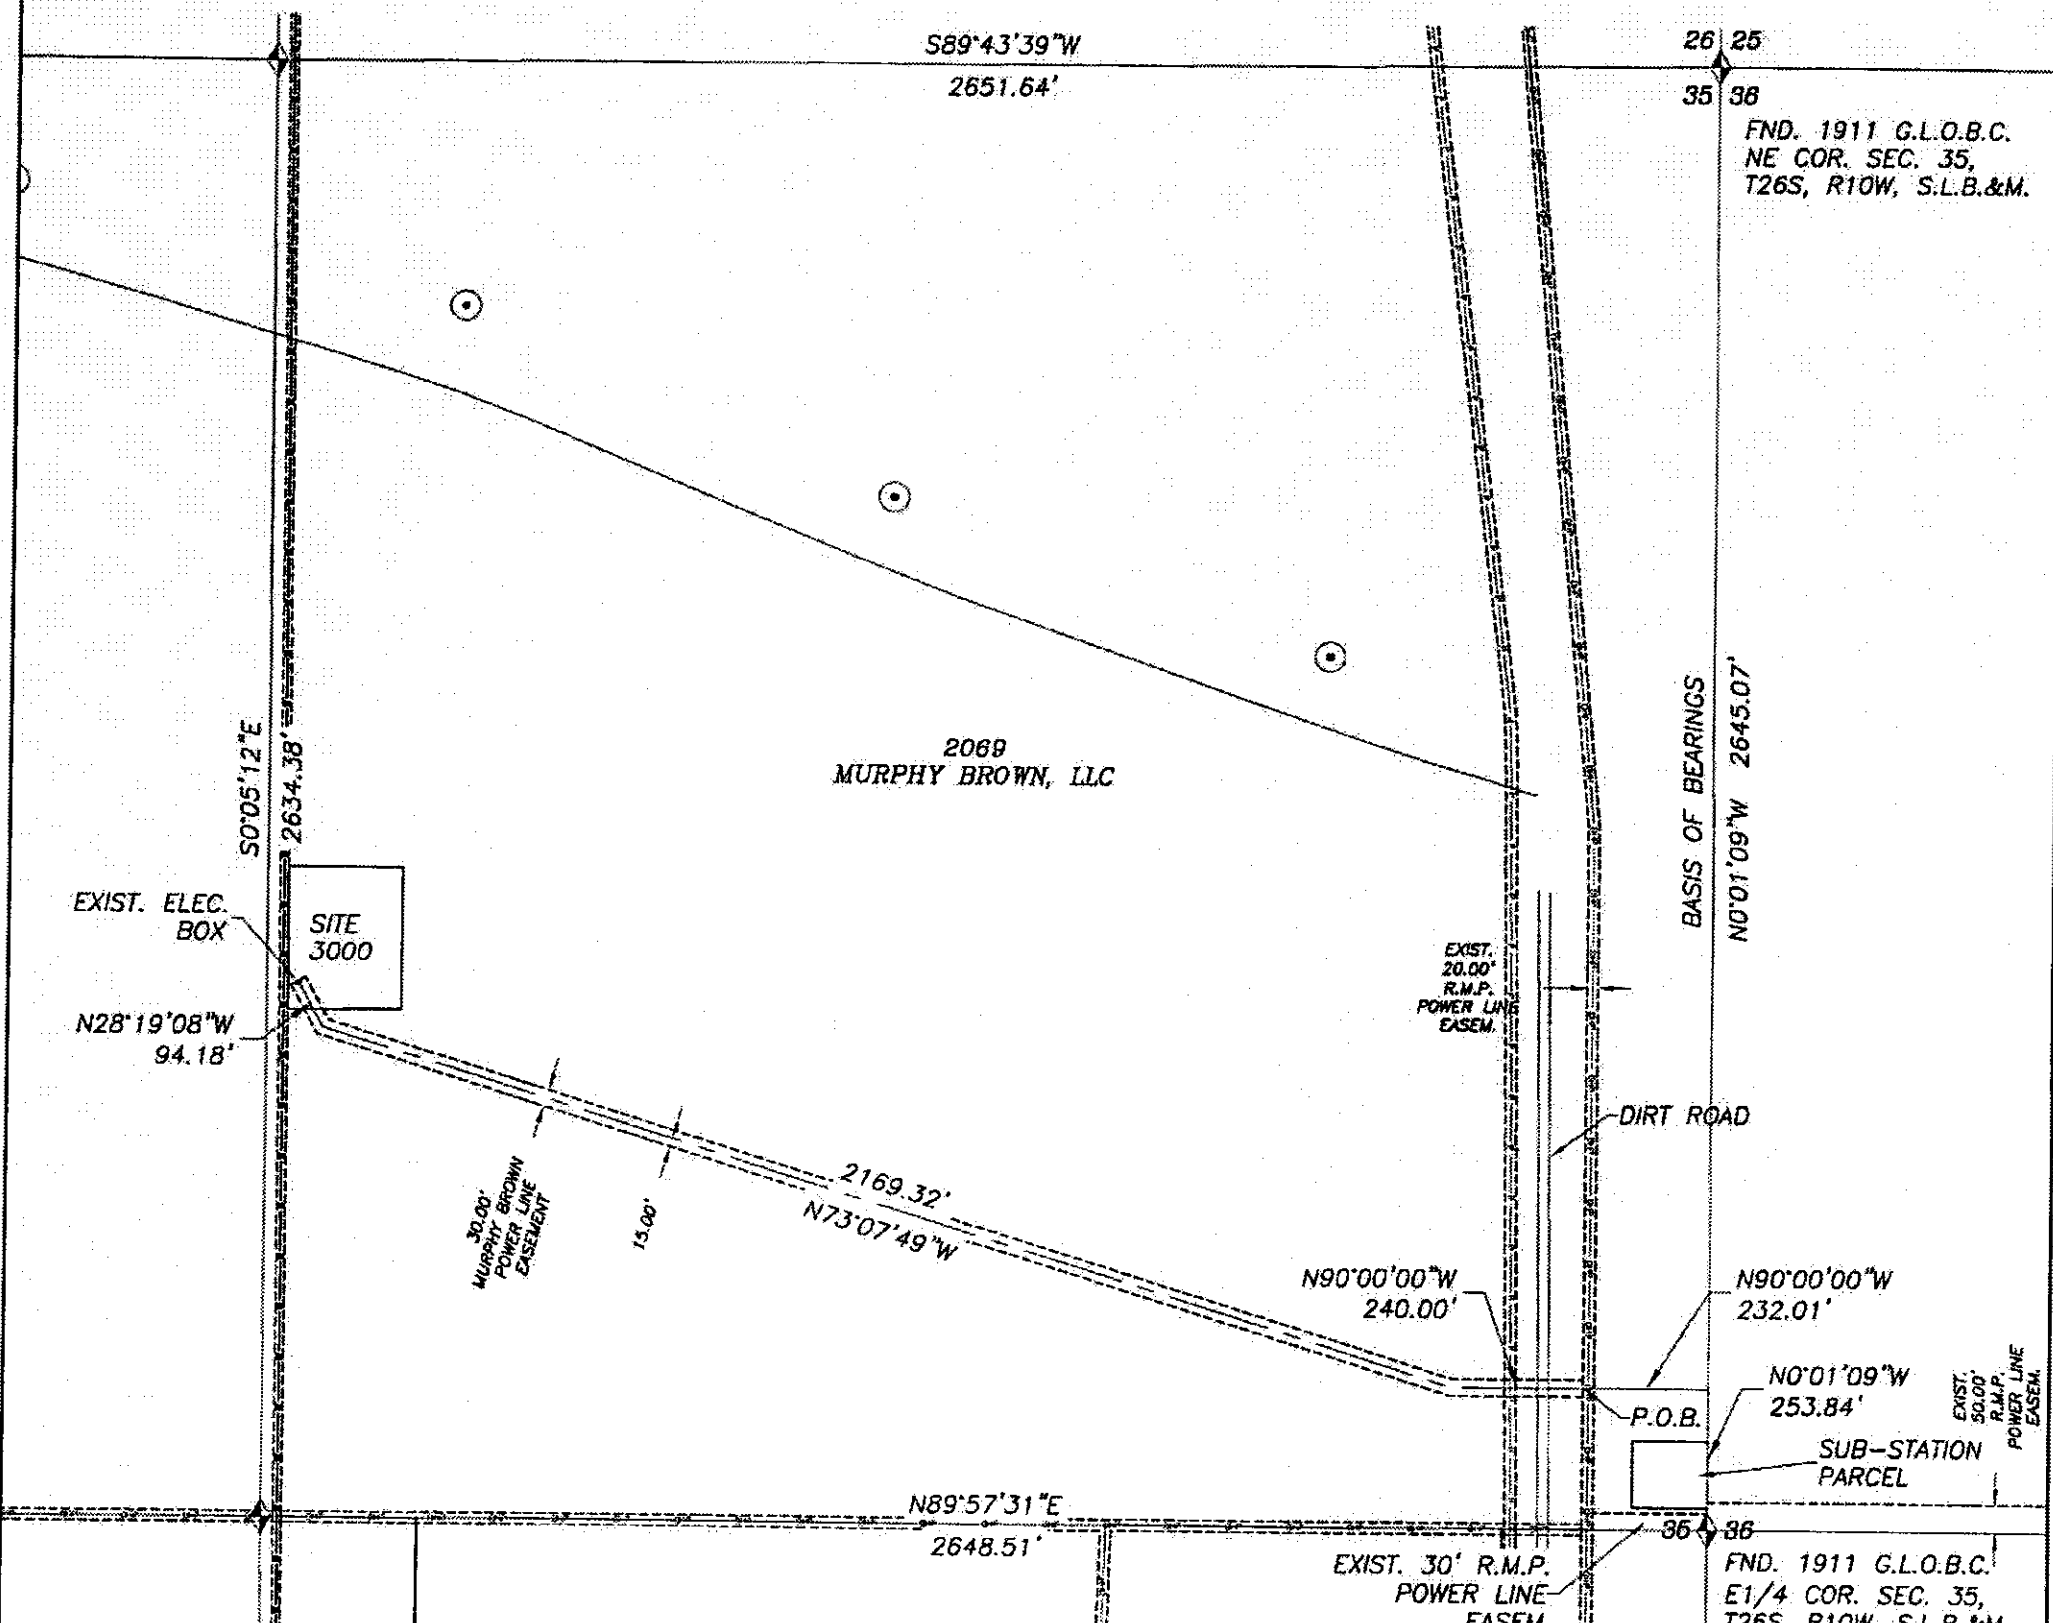 S89°43'39"W
2651.64'
26 25
35 36
FND. 1911 G.L.O.B.C.
NE COR. SEC. 35,
T26S, R10W, S.L.B.&M.
S0°05'12"E
2634.38'
2069
MURPHY BROWN, LLC
BASIS OF BEARINGS
N0°01'09"W 2645.07'
EXIST. ELEC.
BOX
SITE
3000
N28°19'08"W
94.18'
EXIST.
20.00'
R.M.P.
POWER LINE
EASEM.
DIRT ROAD
30.00'
MURPHY BROWN
POWER LINE
EASEMENT
15.00'
2169.32'
N73°07'49"W
N90°00'00"W
240.00'
N90°00'00"W
232.01'
N0°01'09"W
253.84'
EXIST.
50.00'
R.M.P.
POWER LINE
EASEM.
P.O.B.
SUB-STATION
PARCEL
N89°57'31"E
2648.51'
35 36
EXIST. 30' R.M.P.
POWER LINE
EASEM.
FND. 1911 G.L.O.B.C.
E1/4 COR. SEC. 35,
T26S, R10W, S.L.B.&M.